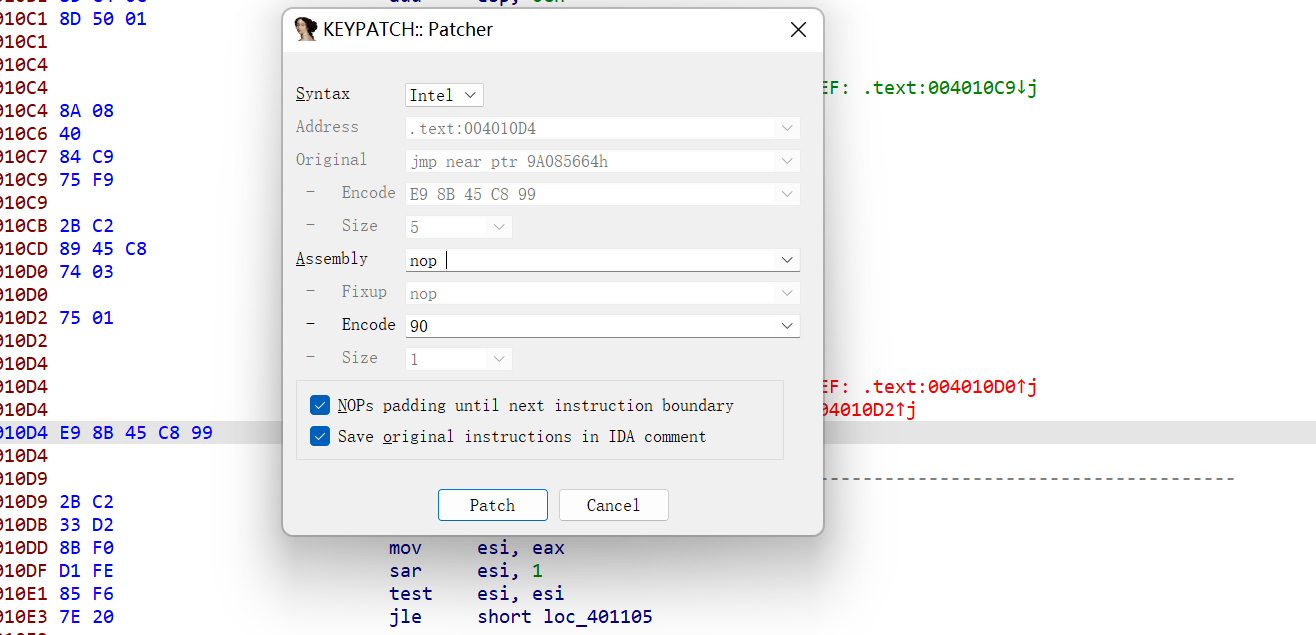 KEYPATCH:: Patcher
010C1 8D 50 01
010C1
010C4
010C4
EF: .text:004010C9↓j
010C4 8A 08
010C6 40
010C7 84 C9
010C9 75 F9
010C9
010CB 2B C2
010CD 89 45 C8
010D0 74 03
010D0
010D2 75 01
010D2
010D4
010D4
EF: .text:004010D0↑j
010D4
04010D2↑j
010D4 E9 8B 45 C8 99
010D4
010D9
010D9 2B C2
010DB 33 D2
010DD 8B F0 mov esi, eax
010DF D1 FE sar esi, 1
010E1 85 F6 test esi, esi
010E3 7E 20 jle short loc_401105
Syntax Intel
Address .text:004010D4
Original jmp near ptr 9A085664h
- Encode E9 8B 45 C8 99
- Size 5
Assembly nop
- Fixup nop
- Encode 90
- Size 1
NOPs padding until next instruction boundary
Save original instructions in IDA comment
Patch Cancel